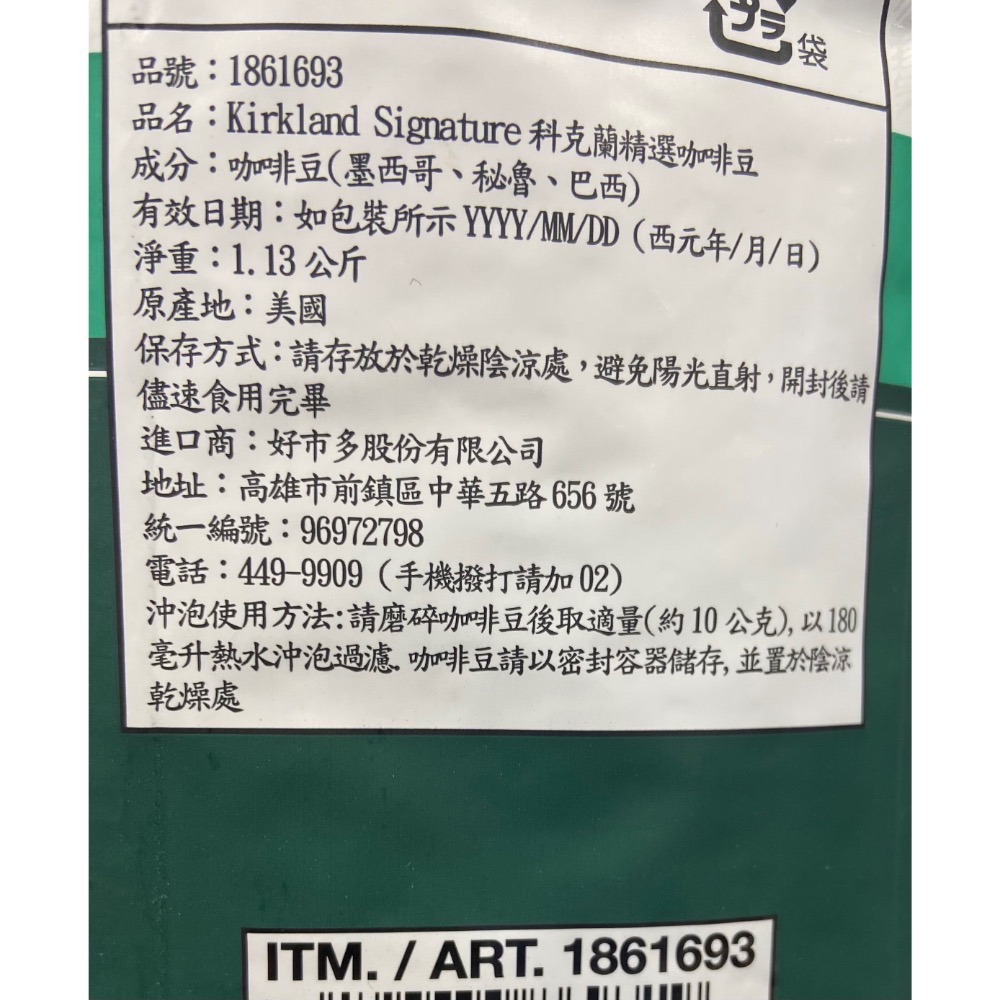 プラ
袋
品號：1861693
品名：Kirkland Signature 科克蘭精選咖啡豆
成分：咖啡豆(墨西哥、秘魯、巴西)
有效日期：如包裝所示 YYYY/MM/DD（西元年/月/日）
淨重：1.13 公斤
原產地：美國
保存方式：請存放於乾燥陰涼處，避免陽光直射，開封後請
儘速食用完畢
進口商：好市多股份有限公司
地址：高雄市前鎮區中華五路 656 號
統一編號：96972798
電話：449-9909（手機撥打請加 02）
沖泡使用方法:請磨碎咖啡豆後取適量(約 10 公克), 以 180
毫升熱水沖泡過濾. 咖啡豆請以密封容器儲存, 並置於陰涼
乾燥處
ITM. / ART. 1861693